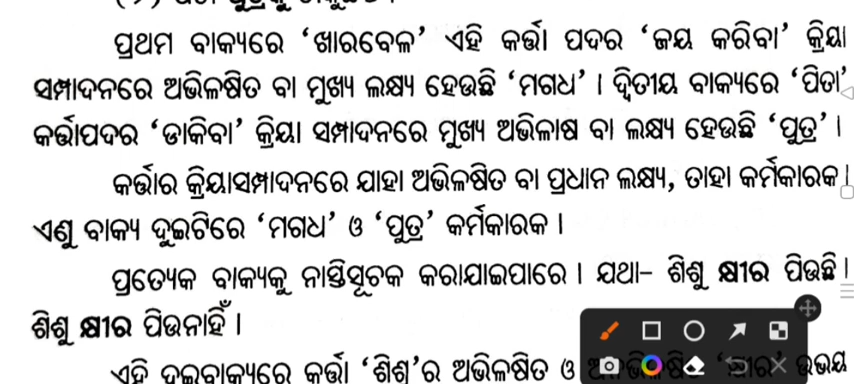 ପ୍ରଥମ ବାକ୍ୟରେ ‘ଖାରବେଳ’ ଏହି କର୍ତ୍ତା ପଦର ‘ଜୟ କରିବା’ କ୍ରିୟା
ସମ୍ପାଦନରେ ଅଭିଳଷିତ ବା ମୁଖ୍ୟ ଲକ୍ଷ୍ୟ ହେଉଛି ‘ମଗଧ’ । ଦ୍ଵିତୀୟ ବାକ୍ୟରେ ‘ପିତା’
କର୍ତ୍ତାପଦର ‘ଡାକିବା’ କ୍ରିୟା ସମ୍ପାଦନରେ ମୁଖ୍ୟ ଅଭିଳାଷ ବା ଲକ୍ଷ୍ୟ ହେଉଛି ‘ପୁତ୍ର’ ।
କର୍ତ୍ତାର କ୍ରିୟାସମ୍ପାଦନରେ ଯାହା ଅଭିଳଷିତ ବା ପ୍ରଧାନ ଲକ୍ଷ୍ୟ, ତାହା କର୍ମକାରକ ।
ଏଣୁ ବାକ୍ୟ ଦୁଇଟିରେ ‘ମଗଧ’ ଓ ‘ପୁତ୍ର’ କର୍ମକାରକ ।
ପ୍ରତ୍ୟେକ ବାକ୍ୟକୁ ନାସ୍ତିସୂଚକ କରାଯାଇପାରେ । ଯଥା– ଶିଶୁ କ୍ଷୀର ପିଉଛି ।
ଶିଶୁ କ୍ଷୀର ପିଉନାହିଁ ।
ଏହି ଦୁଇବାକ୍ୟରେ କର୍ତ୍ତା ‘ଶିଶୁ’ର ଅଭିଳଷିତ ଓ ଉଭୟ